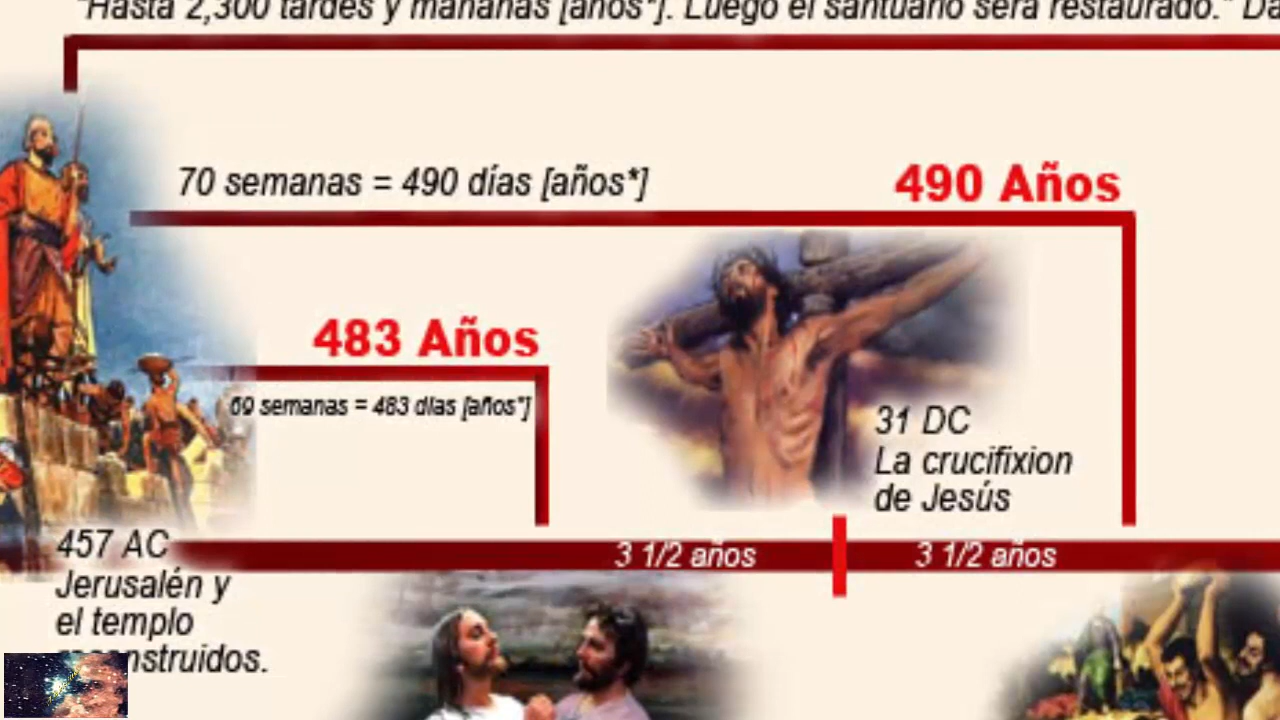 "Hasta 2,300 tardes y mañanas [años*]. Luego el santuario será restaurado." Da
70 semanas = 490 días [años*]
490 Años
483 Años
69 semanas = 483 días [años*]
31 DC
La crucifixion
de Jesús
3 1/2 años
3 1/2 años
457 AC
Jerusalén y
el templo
reconstruidos.